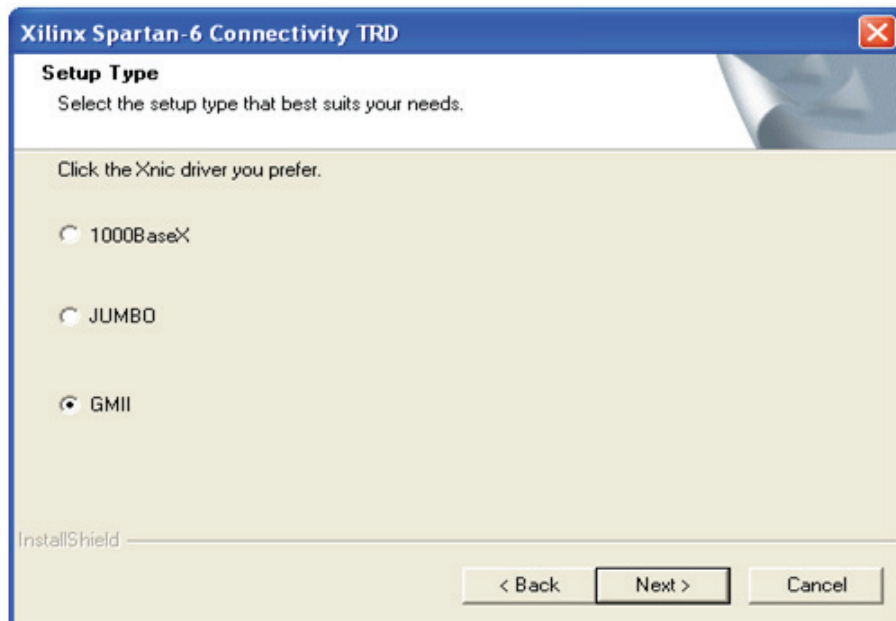 Xilinx Spartan-6 Connectivity TRD
Setup Type
Select the setup type that best suits your needs.
Click the Xnic driver you prefer.
1000BaseX
JUMBO
GMII
InstallShield
< Back
Next >
Cancel